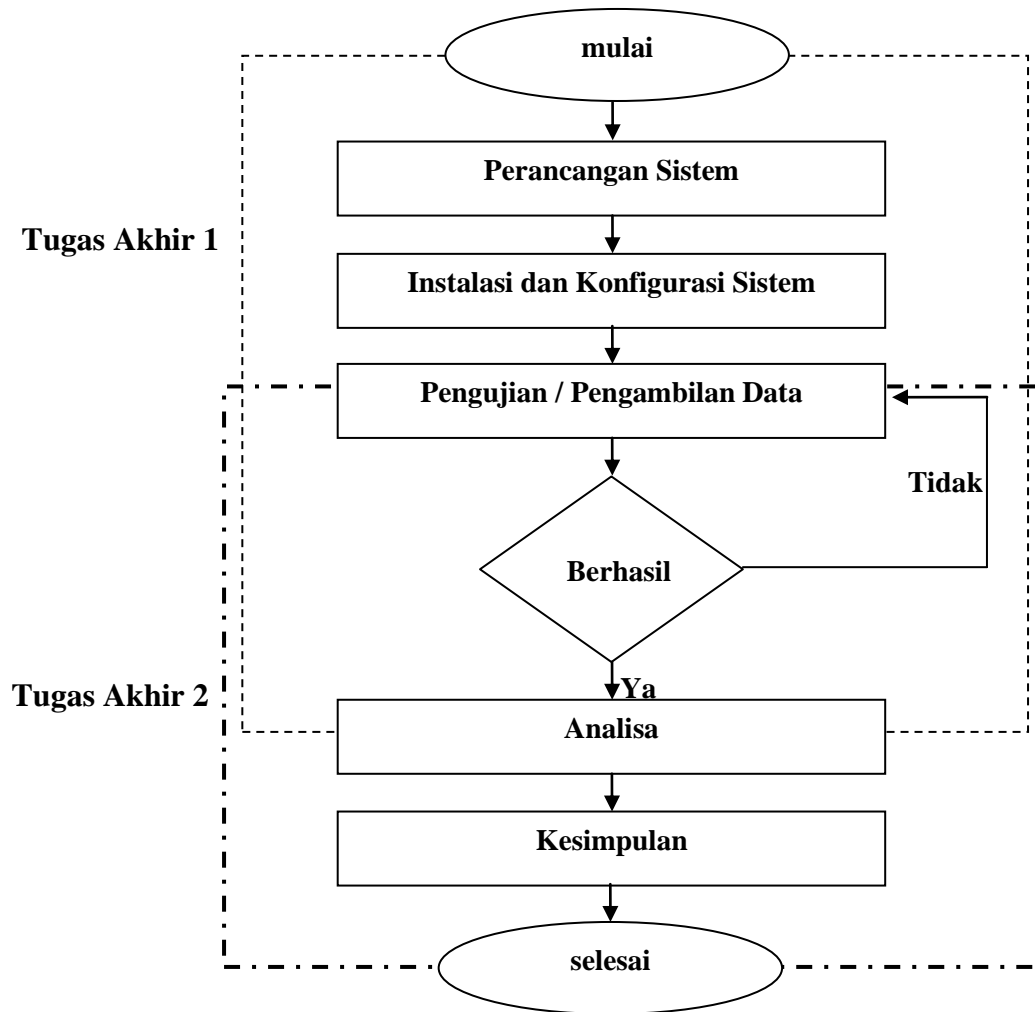 mulai
Perancangan Sistem
Tugas Akhir 1
Instalasi dan Konfigurasi Sistem
Pengujian / Pengambilan Data
Tidak
Berhasil
Ya
Tugas Akhir 2
Analisa
Kesimpulan
selesai